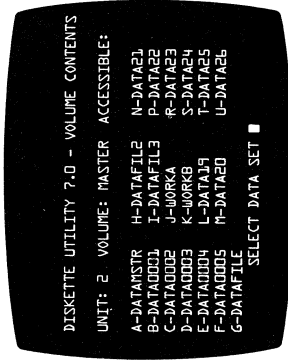 DISKETTE UTILITY 7.0 - VOLUME CONTENTS
UNIT: 2 VOLUME: MASTER ACCESSIBLE:
A-DATAMSTR H-DATAFIL2 N-DATA21
B-DATA0001 I-DATAFIL3 P-DATA22
C-DATA0002 J-WORKA R-DATA23
D-DATA0003 K-WORKB S-DATA24
E-DATA0004 L-DATA19 T-DATA25
F-DATA0005 M-DATA20 U-DATA26
G-DATAFILE
SELECT DATA SET